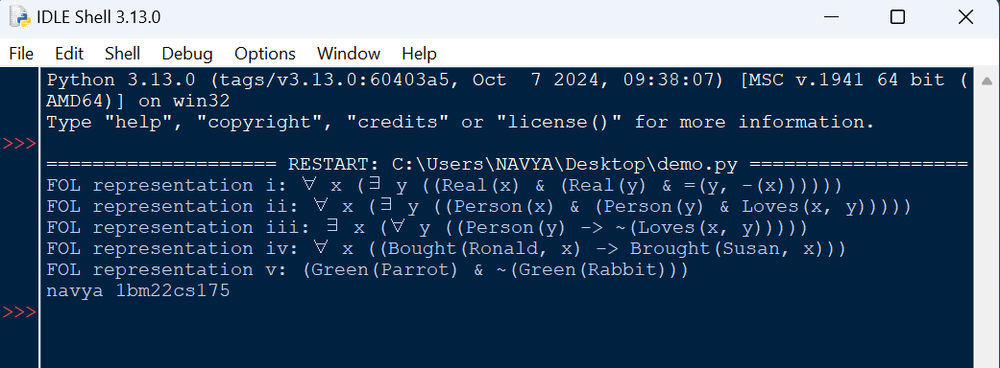 IDLE Shell 3.13.0
File Edit Shell Debug Options Window Help
Python 3.13.0 (tags/v3.13.0:60403a5, Oct  7 2024, 09:38:07) [MSC v.1941 64 bit (
AMD64)] on win32
Type "help", "copyright", "credits" or "license()" for more information.
>>>
==================== RESTART: C:\Users\NAVYA\Desktop\demo.py ===================
FOL representation i: ∀ x (∃ y ((Real(x) & (Real(y) & =(y, -(x))))))
FOL representation ii: ∀ x (∃ y ((Person(x) & (Person(y) & Loves(x, y)))))
FOL representation iii: ∃ x (∀ y ((Person(y) -> ~(Loves(x, y)))))
FOL representation iv: ∀ x ((Bought(Ronald, x) -> Brought(Susan, x)))
FOL representation v: (Green(Parrot) & ~(Green(Rabbit)))
navya 1bm22cs175
>>>